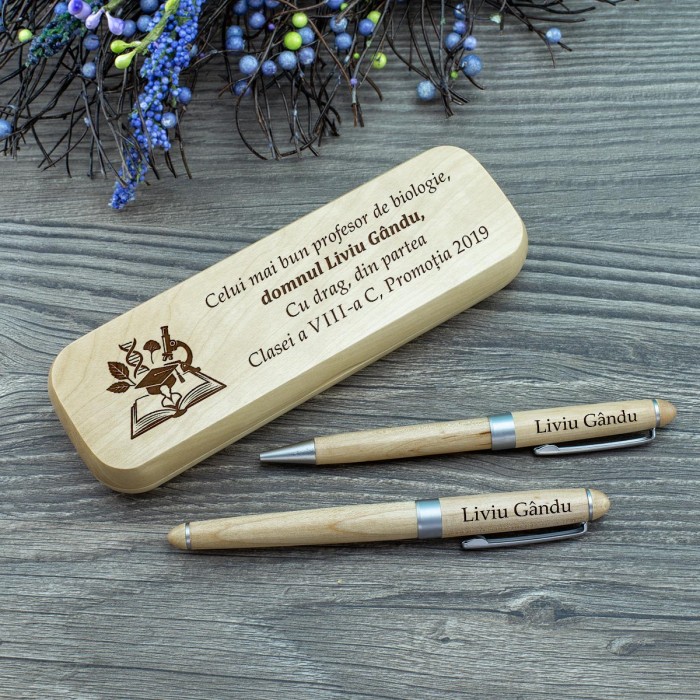 Celui mai bun profesor de biologie,
domnul Liviu Gându,
Cu drag, din partea
Clasei a VIII-a C, Promoția 2019
Liviu Gându
Liviu Gându